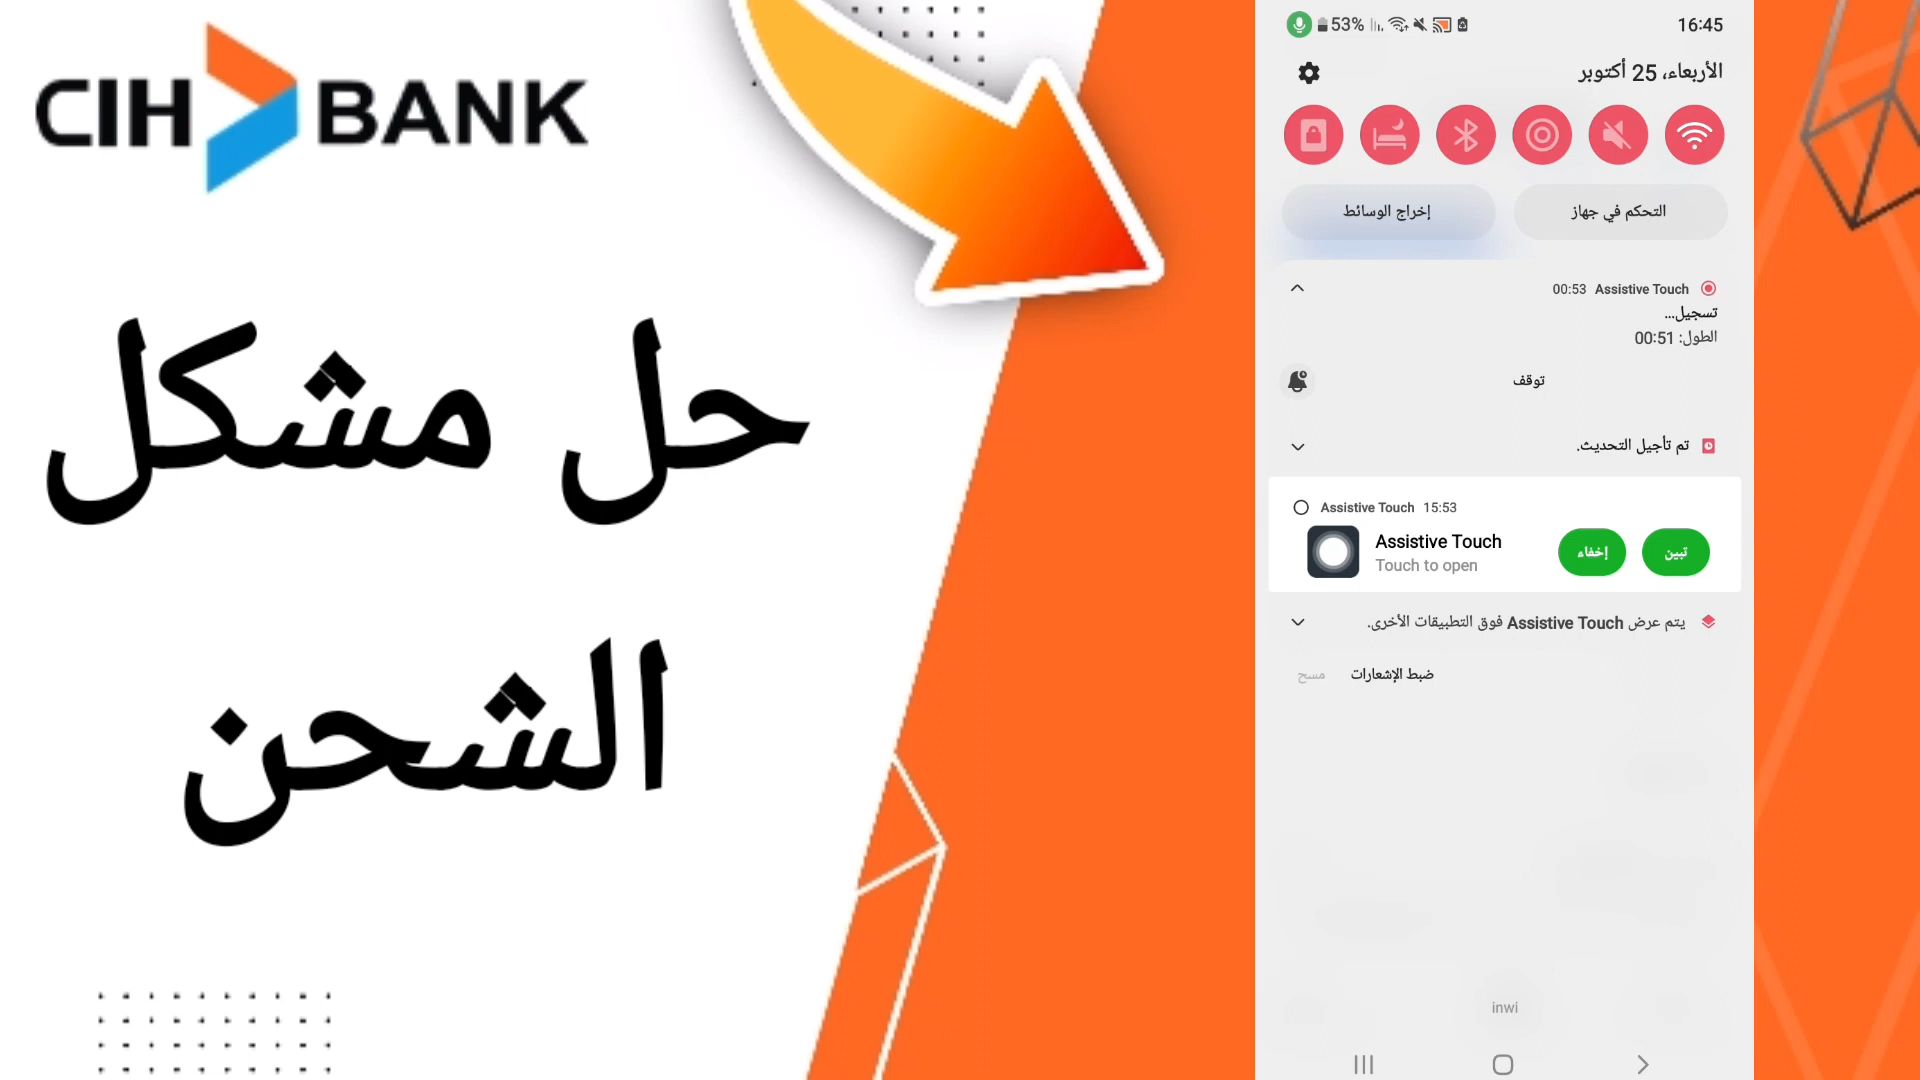 CIH BANK
حل مشكل
الشحن
53%
16:45
الأربعاء، 25 أكتوبر
التحكم في جهاز
إخراج الوسائط
Assistive Touch 00:53
تسجيل...
الطول: 00:51
توقف
تم تأجيل التحديث.
Assistive Touch 15:53
Assistive Touch
Touch to open
إخفاء
تبين
يتم عرض Assistive Touch فوق التطبيقات الأخرى.
ضبط الإشعارات
مسح
inwi